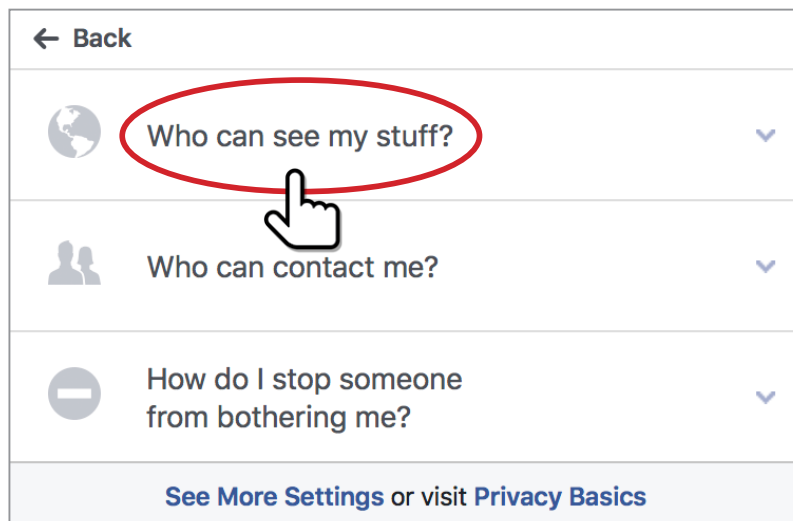 Back
Who can see my stuff?
Who can contact me?
How do I stop someone
from bothering me?
See More Settings or visit Privacy Basics